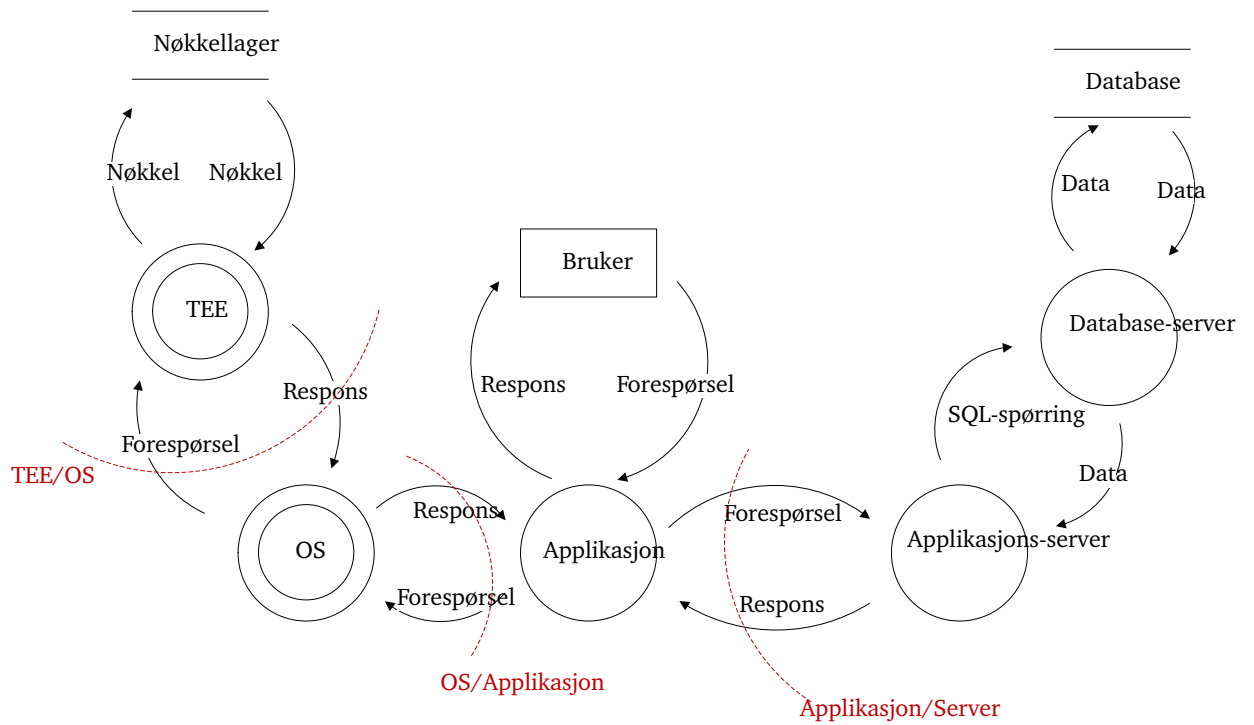 Nøkkellager
Database
Nøkkel
Nøkkel
Data
Data
Bruker
TEE
Database-server
Respons
Respons
Forespørsel
SQL-spørring
Forespørsel
TEE/OS
Data
Respons
Forespørsel
OS
Applikasjon
Applikasjons-server
Forespørsel
Respons
OS/Applikasjon
Applikasjon/Server